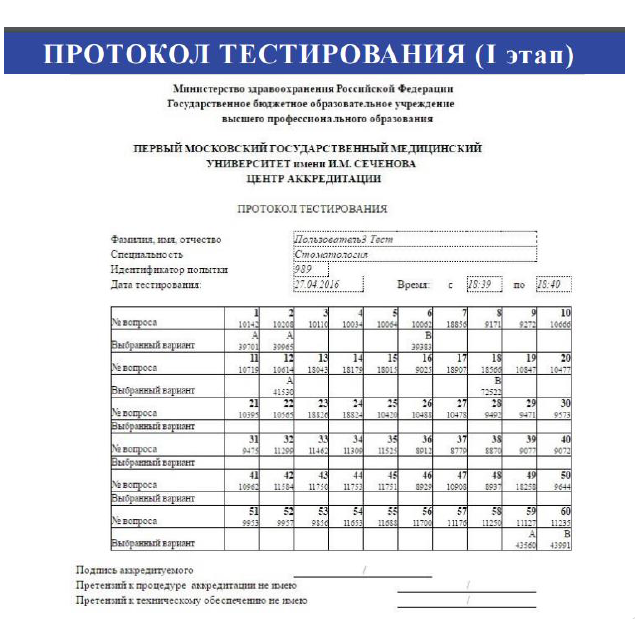 ПРОТОКОЛ ТЕСТИРОВАНИЯ (I этап)
Министерство здравоохранения Российской Федерации
Государственное бюджетное образовательное учреждение
высшего профессионального образования
ПЕРВЫЙ МОСКОВСКИЙ ГОСУДАРСТВЕННЫЙ МЕДИЦИНСКИЙ
УНИВЕРСИТЕТ имени И.М. СЕЧЕНОВА
ЦЕНТР АККРЕДИТАЦИИ
ПРОТОКОЛ ТЕСТИРОВАНИЯ
Фамилия, имя, отчество Пользователь3 Тест
Специальность Стоматология
Идентификатор попытки 989
Дата тестирования: 27.04.2016 Время: с 18:39 по 18:40
№ вопроса 1 2 3 4 5 6 7 8 9 10
10142 10208 10110 10034 10064 10062 18856 9171 9272 10666
Выбранный вариант A A B
39701 39965 39383
№ вопроса 11 12 13 14 15 16 17 18 19 20
10719 10614 18043 18179 18015 9025 18907 18566 10847 10477
Выбранный вариант A B
41530 72522
№ вопроса 21 22 23 24 25 26 27 28 29 30
10395 10565 18826 18824 10420 10488 10478 9492 9471 9573
Выбранный вариант
№ вопроса 31 32 33 34 35 36 37 38 39 40
9475 11299 11462 11309 11525 8912 8779 8870 9077 9072
Выбранный вариант
№ вопроса 41 42 43 44 45 46 47 48 49 50
10962 11584 11750 11753 11751 8929 10908 8937 18258 9644
Выбранный вариант
№ вопроса 51 52 53 54 55 56 57 58 59 60
9953 9957 9856 11653 11688 11700 11176 11250 11127 11235
Выбранный вариант A B
43560 43991
Подпись аккредитуемого /
Претензий к процедуре аккредитации не имею /
Претензий к техническому обеспечению не имею /